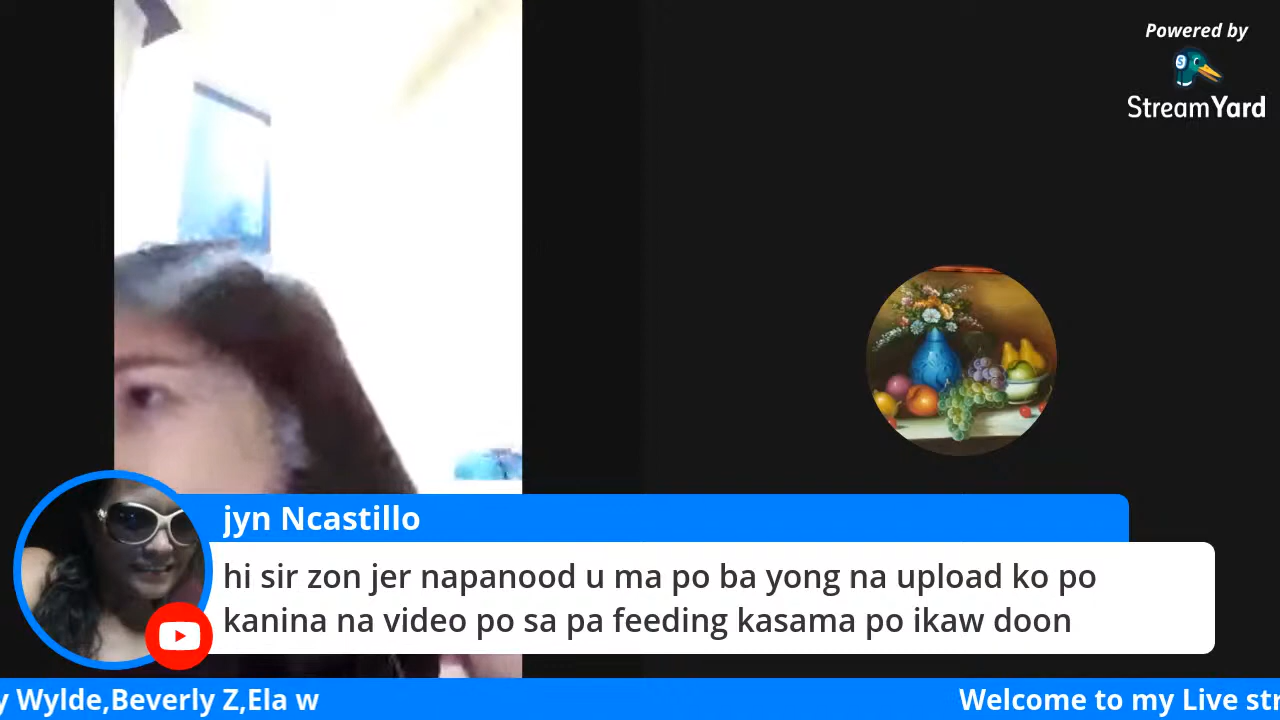 Powered by
StreamYard
jyn Ncastillo
hi sir zon jer napanood u ma po ba yong na upload ko po
kanina na video po sa pa feeding kasama po ikaw doon
y Wylde,Beverly Z,Ela w
Welcome to my Live str